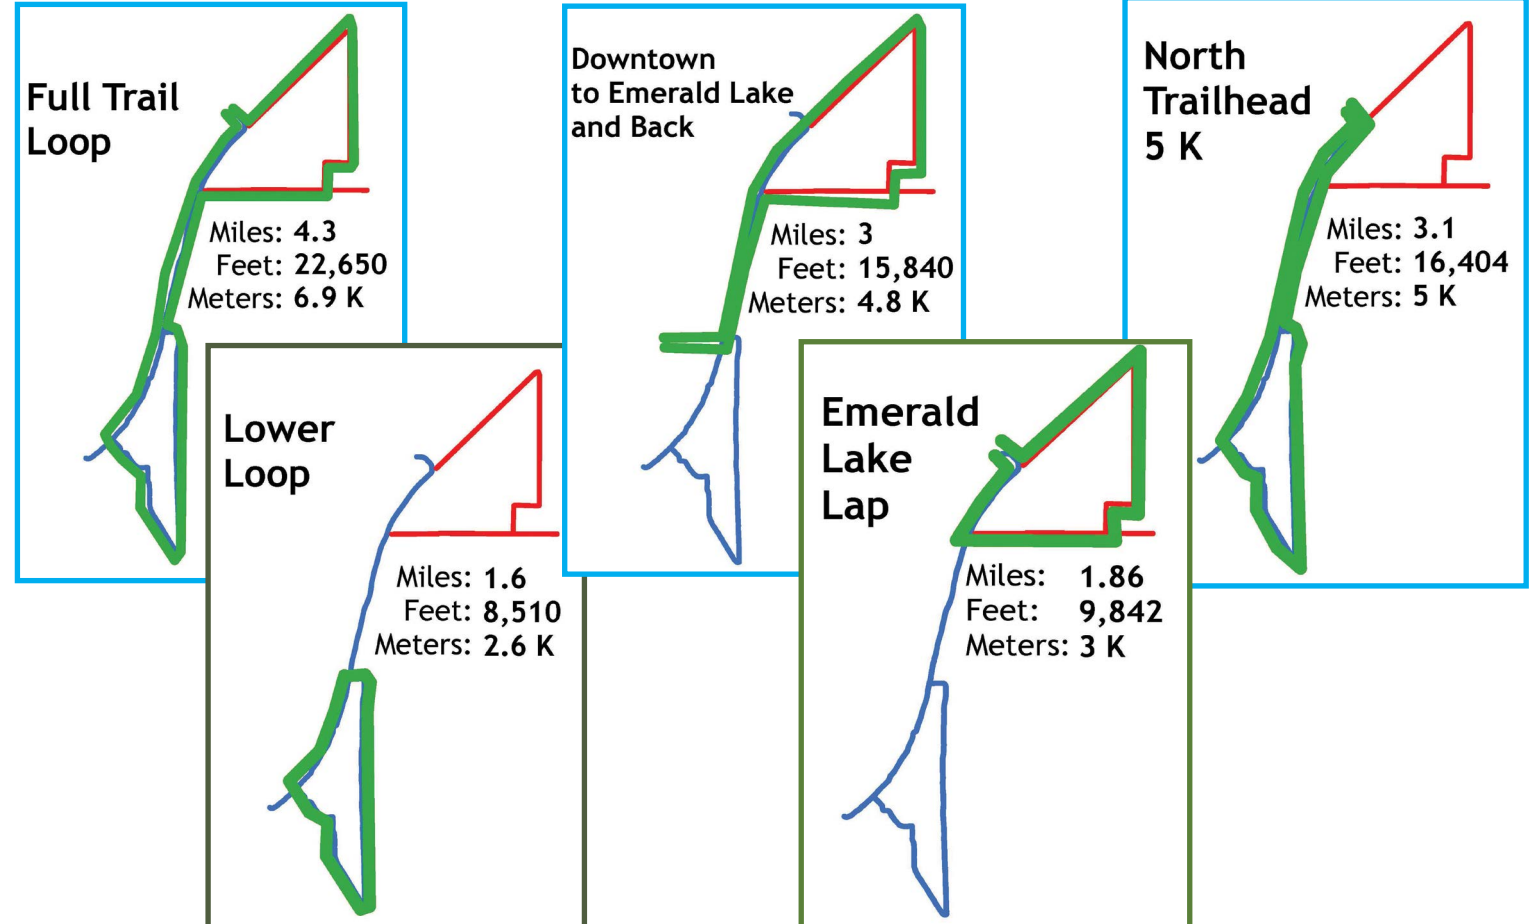 Full Trail
Loop
Miles: 4.3
Feet: 22,650
Meters: 6.9 K
Downtown
to Emerald Lake
and Back
Miles: 3
Feet: 15,840
Meters: 4.8 K
North
Trailhead
5 K
Miles: 3.1
Feet: 16,404
Meters: 5 K
Lower
Loop
Miles: 1.6
Feet: 8,510
Meters: 2.6 K
Emerald
Lake
Lap
Miles: 1.86
Feet: 9,842
Meters: 3 K